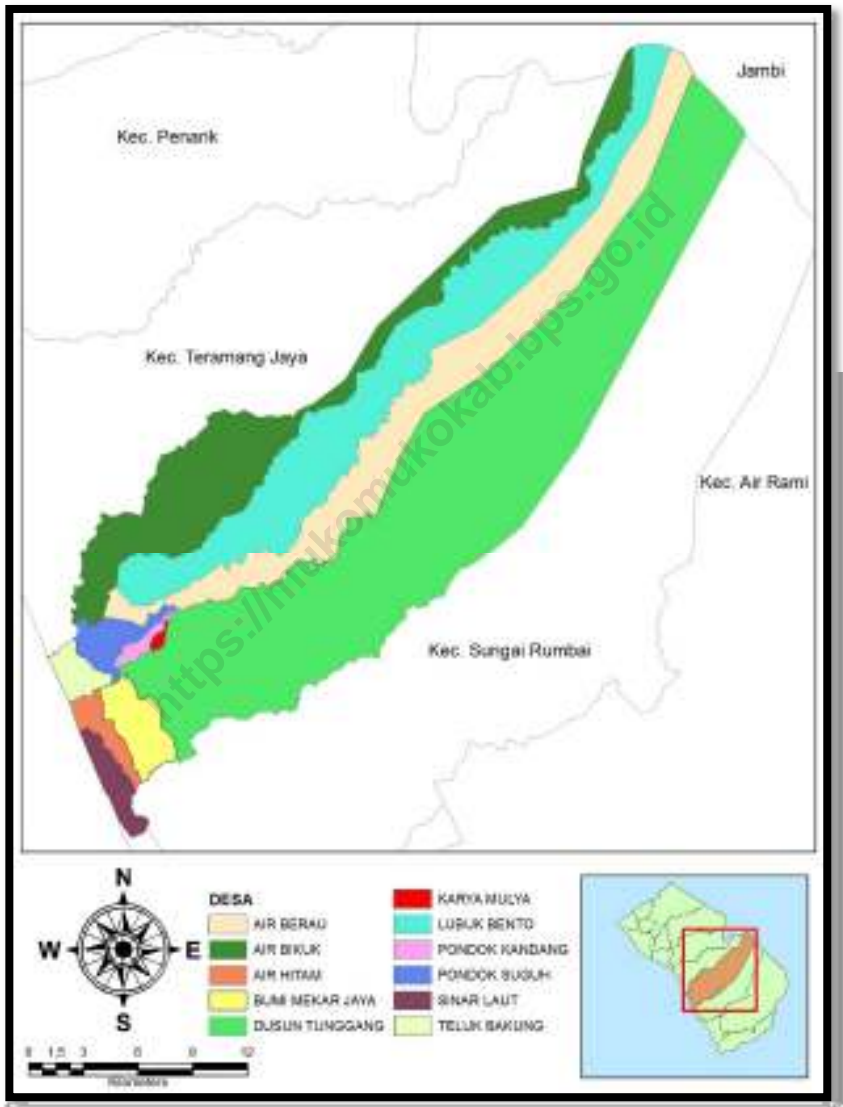 Jambi
Kec. Penarik
Kec. Teramang Jaya
Kec. Air Rami
Kec. Sungai Rumbai
https://mukomukokab.bps.go.id
N
W
E
S
DESA
AIR BERAU
AIR BIKUK
AIR HITAM
BUMI MEKAR JAYA
DUSUN TUNGGANG
KARYA MULYA
LUBUK BENTO
PONDOK KANDANG
PONDOK SUGUH
SINAR LAUT
TELUK BAKUNG
0 1,5 3 6 9 12
Kilometers